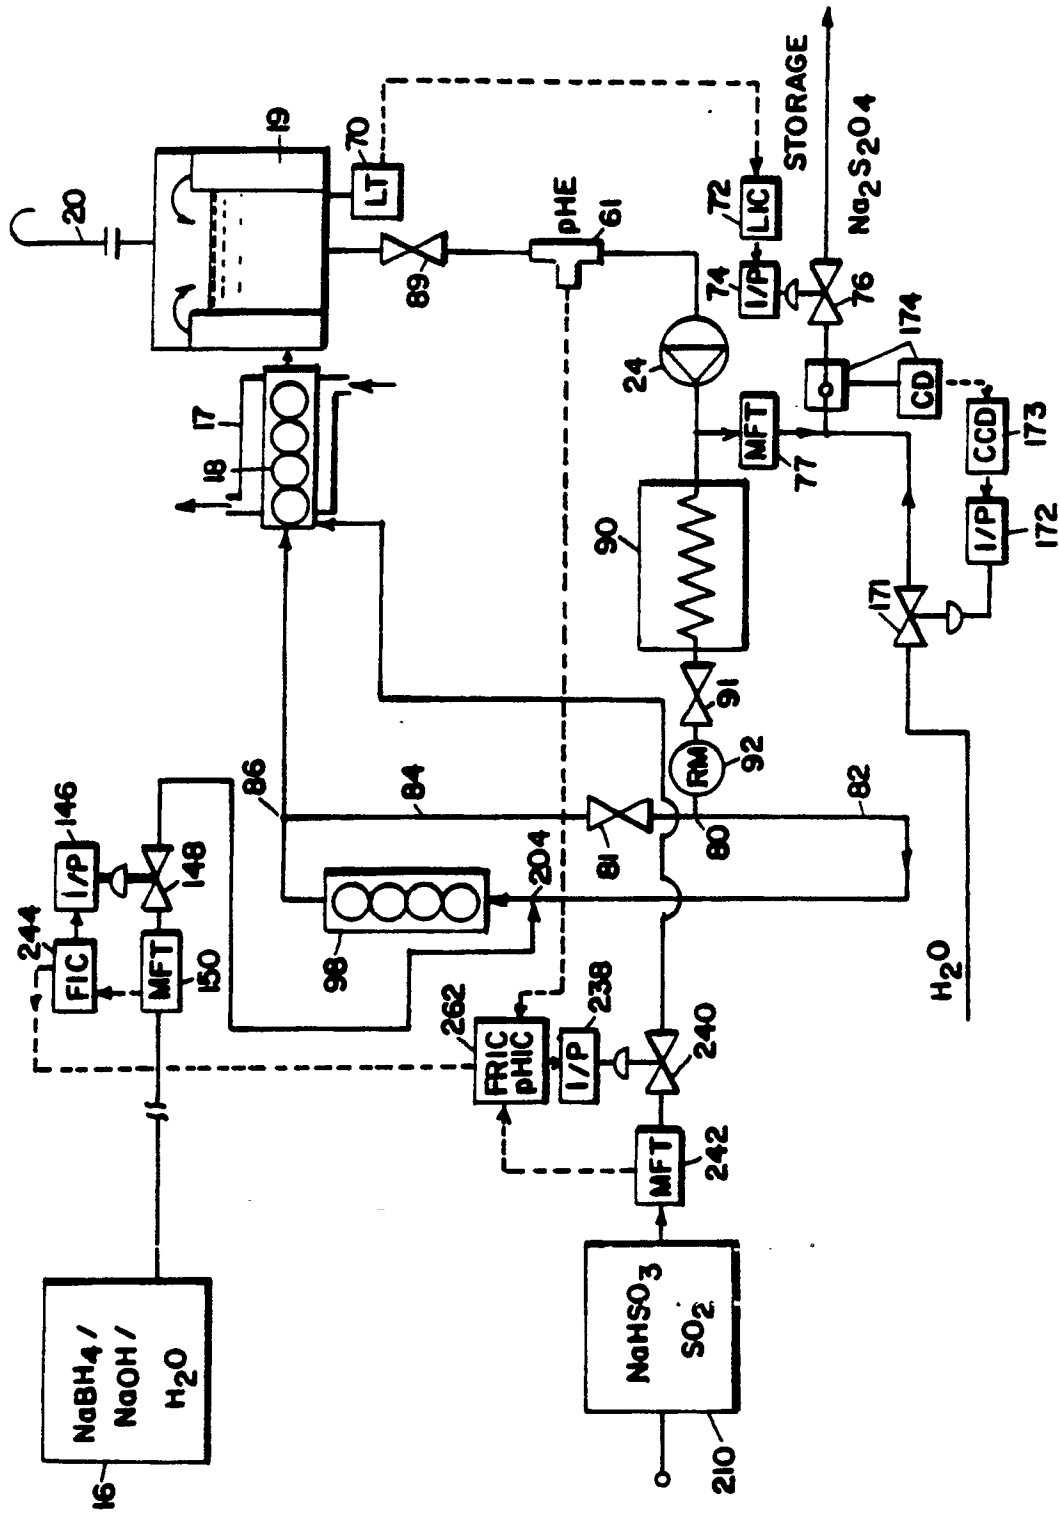 NaBH4/
NaOH/
H2O
16
244
FIC
I/P
146
148
MFT
150
NaHSO3
SO2
210
MFT
242
FRIC
pHIC
262
I/P
238
240
98
204
86
84
81
80
82
RM
92
91
90
17
18
20
19
LT
70
89
pHE
61
24
MFT
77
LIC
72
I/P
74
76
STORAGE
Na2S2O4
174
CD
CCD
173
I/P
172
171
H2O